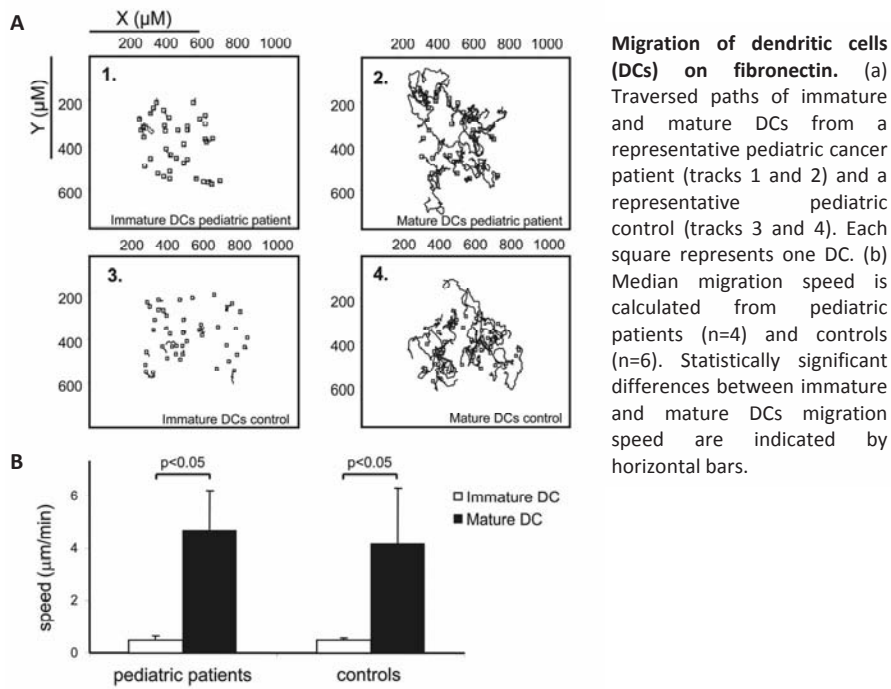 A
X (µM)
200 400 600 800 1000
200 400 600 800 1000
Y (µM)
200
400
600
1.
Immature DCs pediatric patient
200
400
600
2.
Mature DCs pediatric patient
200 400 600 800 1000
200 400 600 800 1000
200
400
600
3.
Immature DCs control
200
400
600
4.
Mature DCs control
B
p<0.05
p<0.05
6
4
2
0
speed (µm/min)
Immature DC
Mature DC
pediatric patients
controls
Migration of dendritic cells
(DCs) on fibronectin. (a)
Traversed paths of immature
and mature DCs from a
representative pediatric cancer
patient (tracks 1 and 2) and a
representative pediatric
control (tracks 3 and 4). Each
square represents one DC. (b)
Median migration speed is
calculated from pediatric
patients (n=4) and controls
(n=6). Statistically significant
differences between immature
and mature DCs migration
speed are indicated by
horizontal bars.